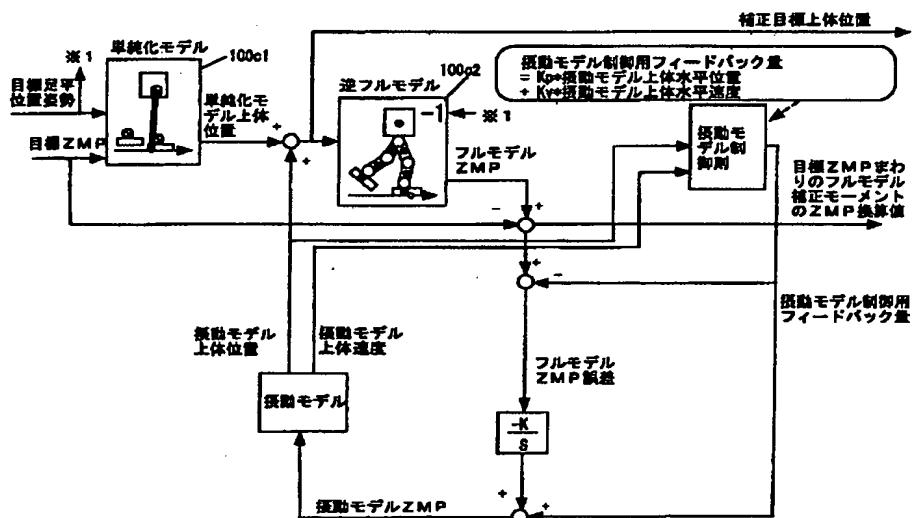 補正目標上体位置
※1
単純化モデル
100c1
摂動モデル制御用フィードバック量
= Kp*摂動モデル上体水平位置
+ Kv*摂動モデル上体水平速度
100c2
逆フルモデル
目標足平
位置姿勢
単純化モ
デル上体
位置
-1
※1
+
+
目標ZMP
フルモデル
ZMP
摂動モ
デル制
御則
目標ZMPまわ
りのフルモデル
補正モーメント
のZMP換算値
-
+
+
-
摂動モデル制御用
フィードバック量
摂動モデル
上体位置
摂動モデル
上体速度
フルモデル
ZMP誤差
摂動モデル
-K
S
+
+
摂動モデルZMP